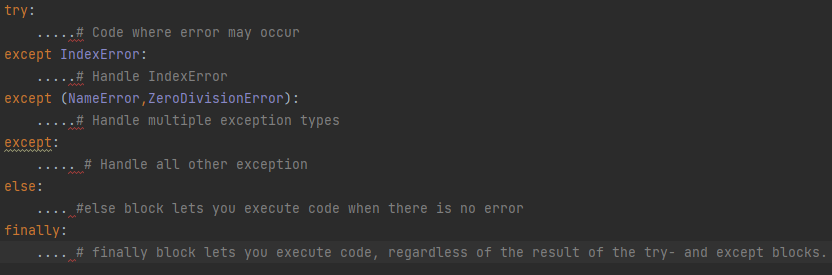 try:
    .....# Code where error may occur
except IndexError:
    .....# Handle IndexError
except (NameError,ZeroDivisionError):
    .....# Handle multiple exception types
except:
    ..... # Handle all other exception
else:
    .... #else block lets you execute code when there is no error
finally:
    .... # finally block lets you execute code, regardless of the result of the try- and except blocks.